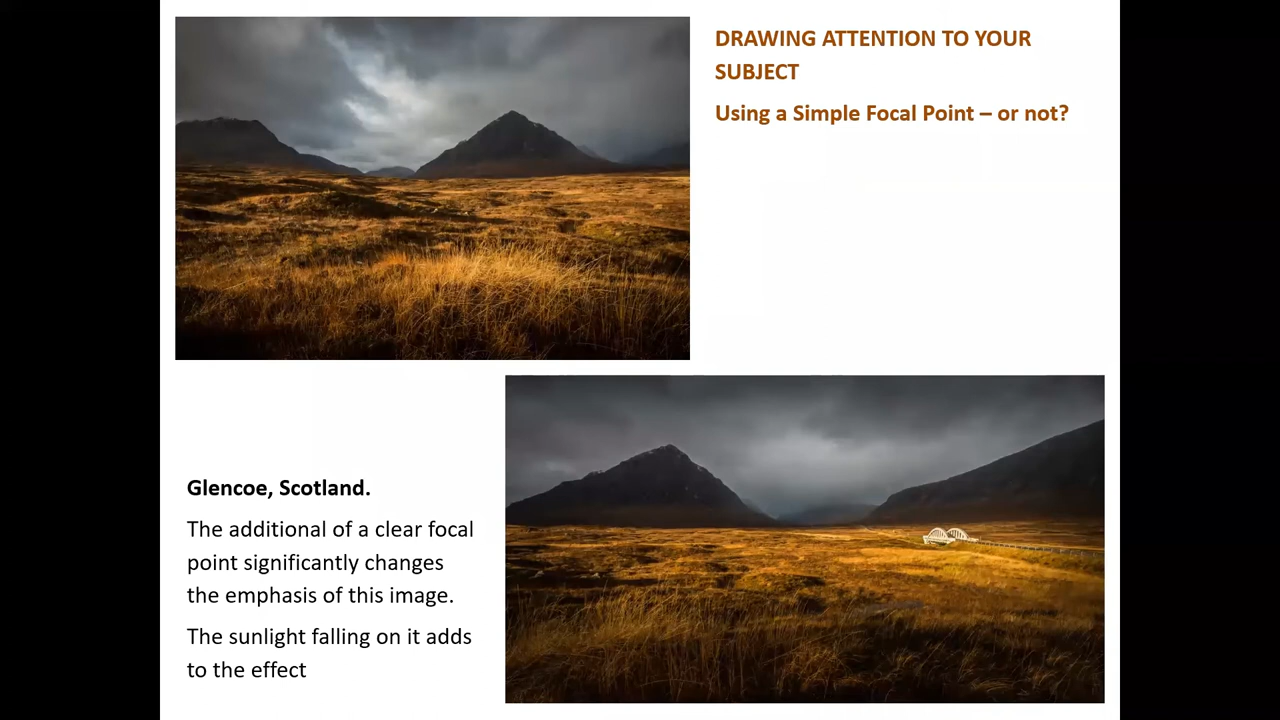 DRAWING ATTENTION TO YOUR
SUBJECT
Using a Simple Focal Point – or not?
Glencoe, Scotland.
The additional of a clear focal
point significantly changes
the emphasis of this image.
The sunlight falling on it adds
to the effect